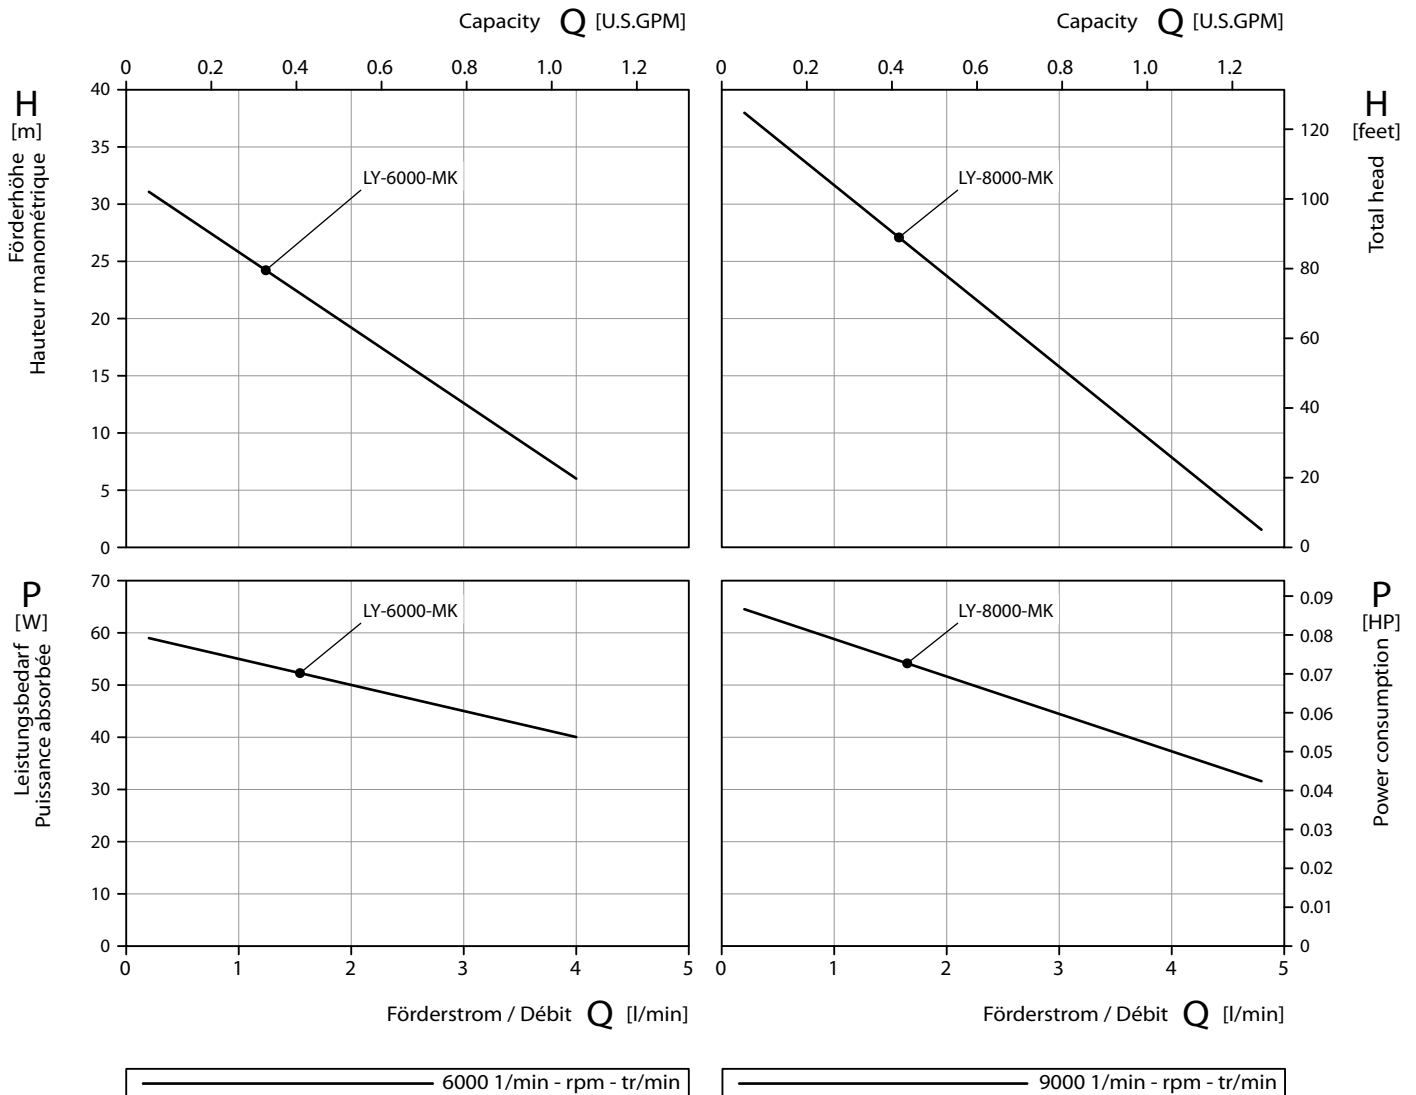 Capacity Q [U.S.GPM]
Capacity Q [U.S.GPM]
0 0.2 0.4 0.6 0.8 1.0 1.2
0 0.2 0.4 0.6 0.8 1.0 1.2
H
[m]
Förderhöhe
Hauteur manométrique
40
35
30
25
20
15
10
5
0
LY-6000-MK
LY-8000-MK
H
[feet]
Total head
120
100
80
60
40
20
0
P
[W]
Leistungsbedarf
Puissance absorbée
70
60
50
40
30
20
10
0
LY-6000-MK
LY-8000-MK
P
[HP]
Power consumption
0.09
0.08
0.07
0.06
0.05
0.04
0.03
0.02
0.01
0
0 1 2 3 4 5
0 1 2 3 4 5
Förderstrom / Débit Q [l/min]
Förderstrom / Débit Q [l/min]
6000 1/min - rpm - tr/min
9000 1/min - rpm - tr/min